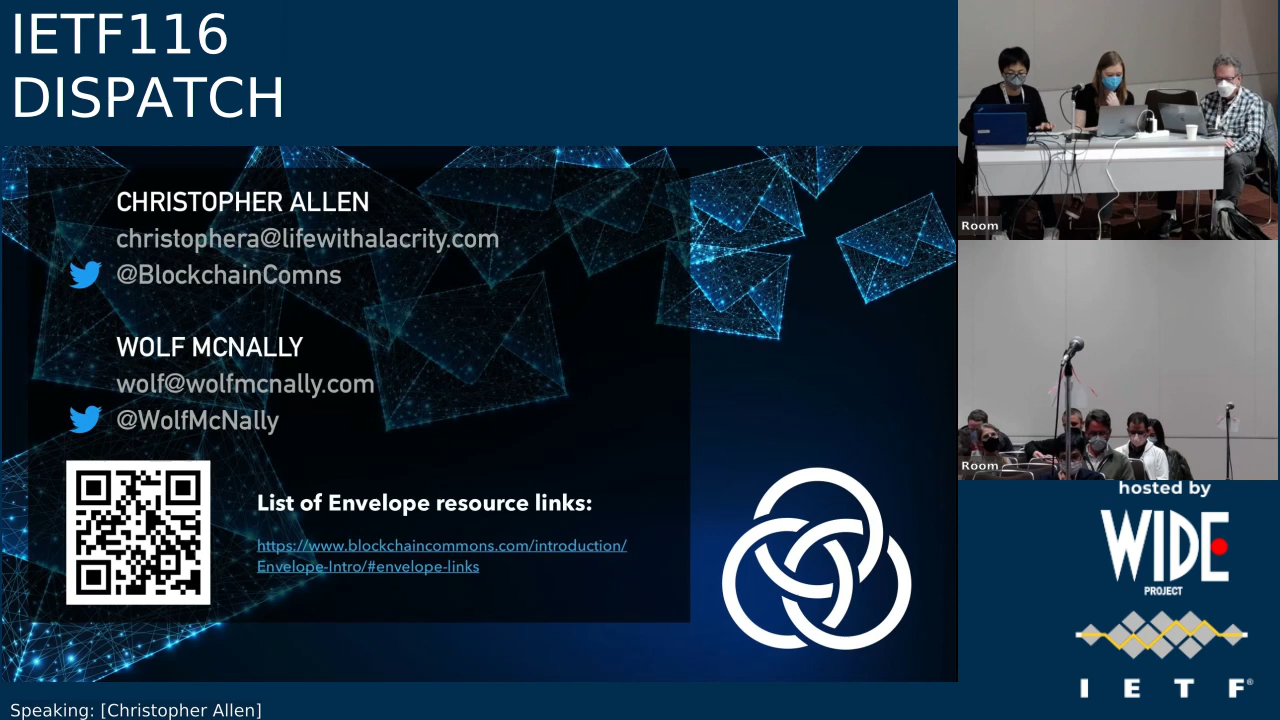 IETF116
DISPATCH
CHRISTOPHER ALLEN
christophera@lifewithalacrity.com
@BlockchainComns
WOLF MCNALLY
wolf@wolfmcnally.com
@WolfMcNally
List of Envelope resource links:
https://www.blockchaincommons.com/introduction/
Envelope-Intro/#envelope-links
Room
Room
hosted by
WIDE
PROJECT
I E T F®
Speaking: [Christopher Allen]